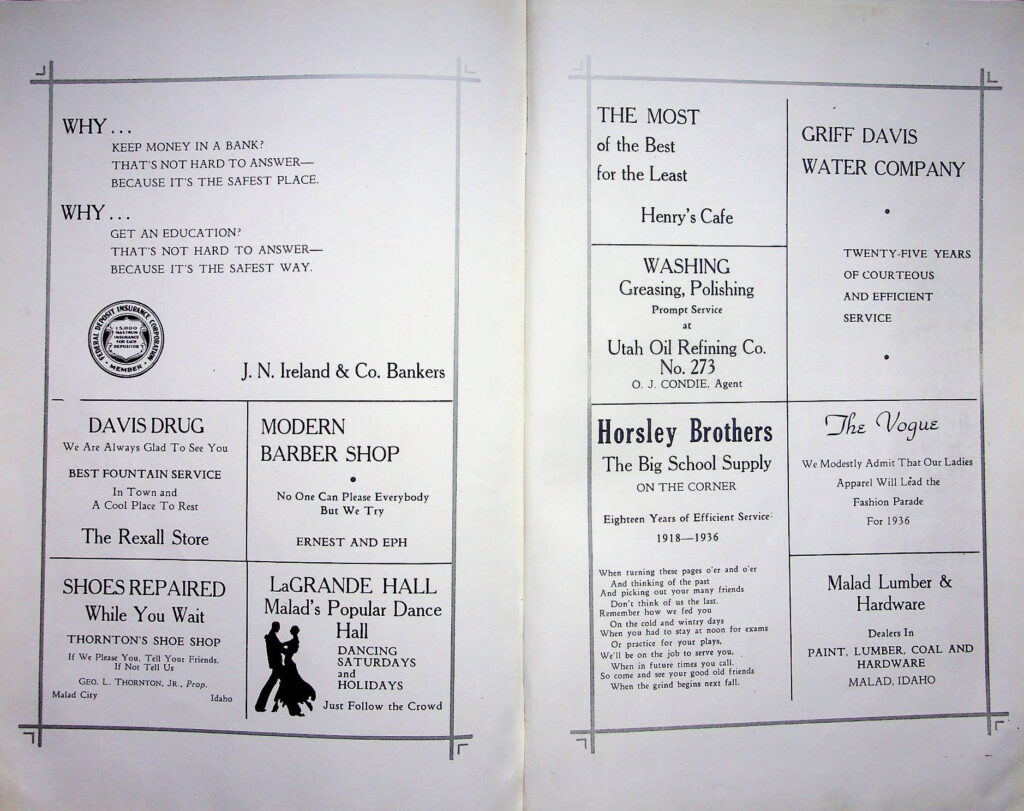 WHY . . .
KEEP MONEY IN A BANK?
THAT'S NOT HARD TO ANSWER—
BECAUSE IT'S THE SAFEST PLACE.
WHY . . .
GET AN EDUCATION?
THAT'S NOT HARD TO ANSWER—
BECAUSE IT'S THE SAFEST WAY.
FEDERAL DEPOSIT INSURANCE CORPORATION
$5,000
MAXIMUM
INSURANCE
FOR EACH
DEPOSITOR
MEMBER
J. N. Ireland & Co. Bankers
DAVIS DRUG
We Are Always Glad To See You
BEST FOUNTAIN SERVICE
In Town and
A Cool Place To Rest
The Rexall Store
MODERN
BARBER SHOP
•
No One Can Please Everybody
But We Try
ERNEST AND EPH
SHOES REPAIRED
While You Wait
THORNTON'S SHOE SHOP
If We Please You, Tell Your Friends,
If Not Tell Us
GEO. L. THORNTON, JR., Prop.
Malad City Idaho
LaGRANDE HALL
Malad's Popular Dance
Hall
DANCING
SATURDAYS
and
HOLIDAYS
Just Follow the Crowd
THE MOST
of the Best
for the Least
Henry's Cafe
WASHING
Greasing, Polishing
Prompt Service
at
Utah Oil Refining Co.
No. 273
O. J. CONDIE, Agent
Horsley Brothers
The Big School Supply
ON THE CORNER
Eighteen Years of Efficient Service
1918—1936
When turning these pages o'er and o'er
And thinking of the past
And picking out your many friends
Don't think of us the last.
Remember how we fed you
On the cold and wintry days
When you had to stay at noon for exams
Or practice for your plays,
We'll be on the job to serve you,
When in future times you call.
So come and see your good old friends
When the grind begins next fall.
GRIFF DAVIS
WATER COMPANY
•
TWENTY-FIVE YEARS
OF COURTEOUS
AND EFFICIENT
SERVICE
•
The Vogue
We Modestly Admit That Our Ladies
Apparel Will Lead the
Fashion Parade
For 1936
Malad Lumber &
Hardware
Dealers In
PAINT, LUMBER, COAL AND
HARDWARE
MALAD, IDAHO